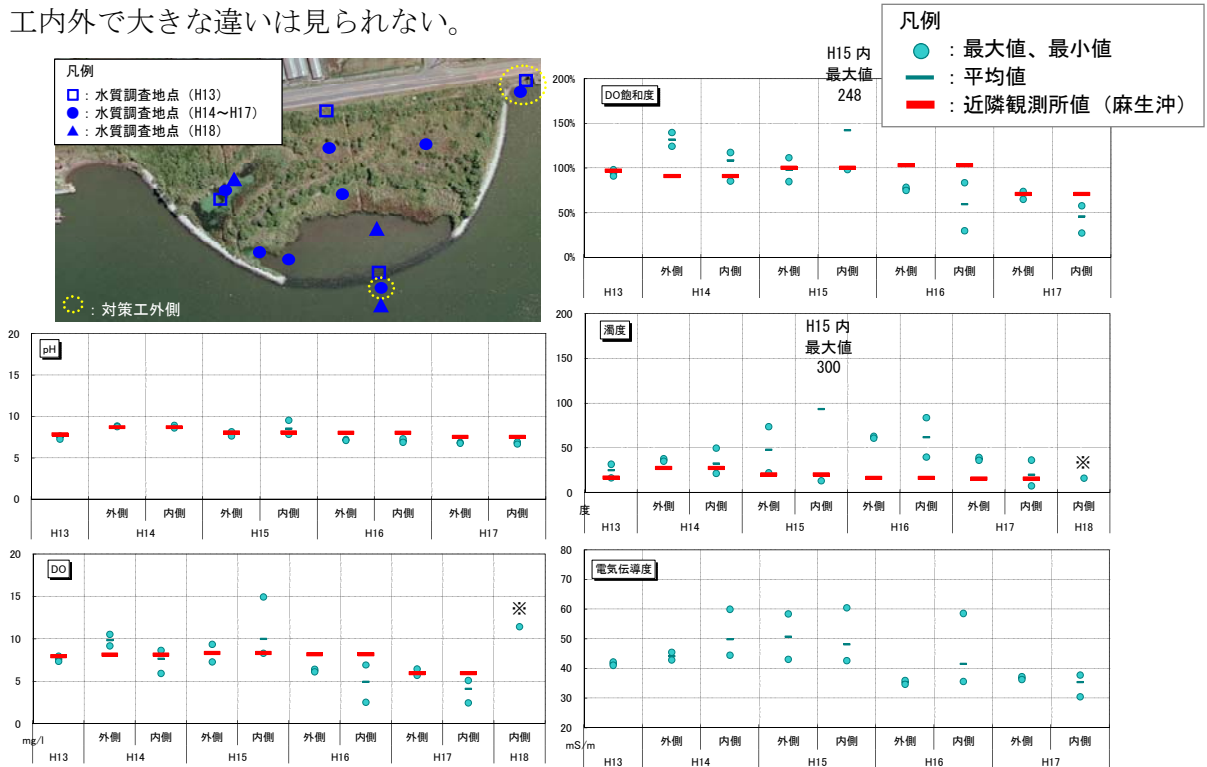 工内外で大きな違いは見られない。
凡例
□ : 水質調査地点（H13）
● : 水質調査地点（H14～H17）
▲ : 水質調査地点（H18）
: 対策工外側
凡例
● : 最大値、最小値
― : 平均値
━ : 近隣観測所値（麻生沖）
H15 内
最大値
248
DO飽和度
200%
150%
100%
50%
0%
外側 内側 外側 内側 外側 内側 外側 内側
H13 H14 H15 H16 H17
pH
20
15
10
5
0
外側 内側 外側 内側 外側 内側 外側 内側
H13 H14 H15 H16 H17
濁度
H15 内
最大値
300
200
150
100
50
0
※
度
外側 内側 外側 内側 外側 内側 外側 内側 内側
H13 H14 H15 H16 H17 H18
DO
20
15
10
5
0
※
mg/l
外側 内側 外側 内側 外側 内側 外側 内側 内側
H13 H14 H15 H16 H17 H18
電気伝導度
80
70
60
50
40
30
20
mS/m
外側 内側 外側 内側 外側 内側 外側 内側
H13 H14 H15 H16 H17